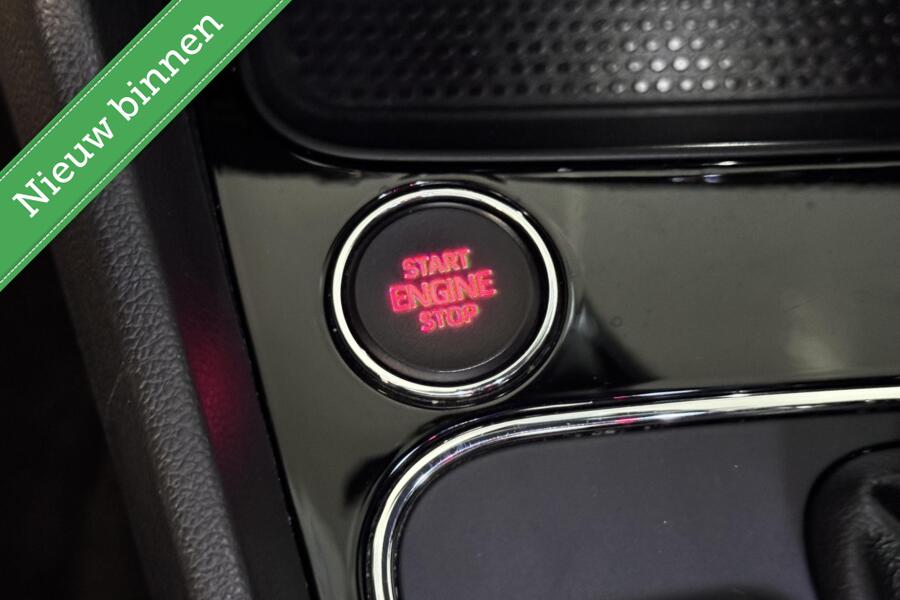 Nieuw binnen
START
ENGINE
STOP